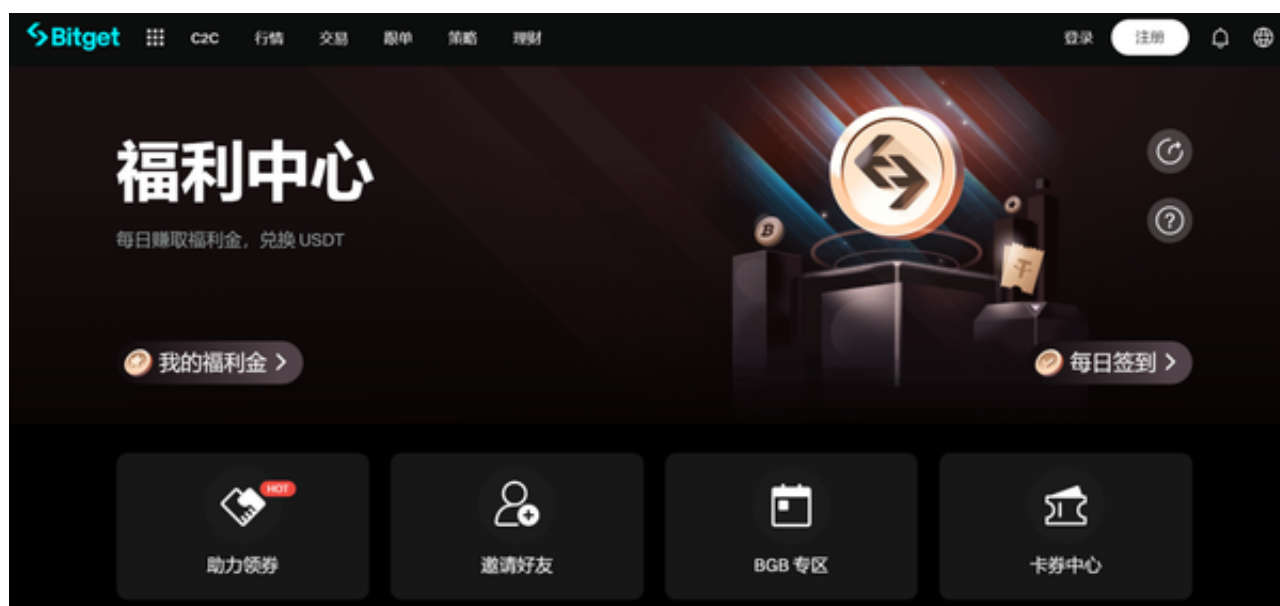 Bitget C2C 行情 交易 跟单 策略 理财 登录 注册
福利中心
每日赚取福利金，兑换 USDT
我的福利金
每日签到
HOT
助力领券
邀请好友
BGB 专区
卡券中心